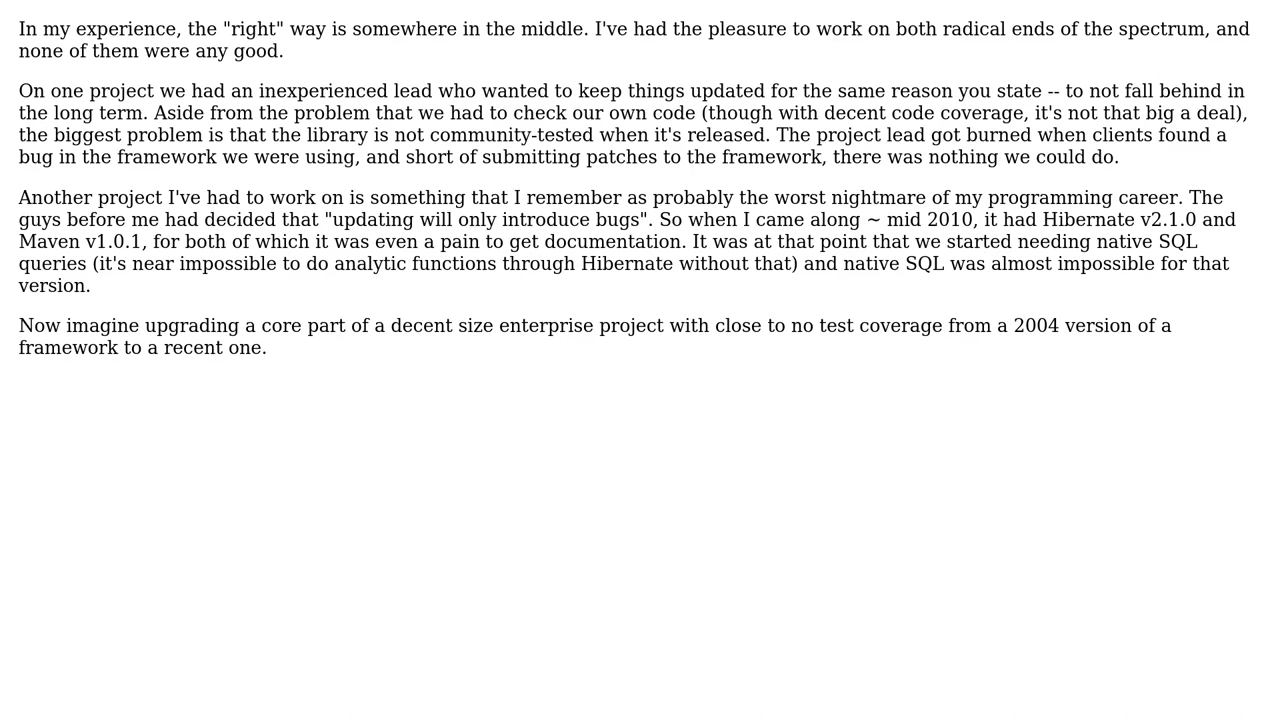 In my experience, the "right" way is somewhere in the middle. I've had the pleasure to work on both radical ends of the spectrum, and
none of them were any good.
On one project we had an inexperienced lead who wanted to keep things updated for the same reason you state -- to not fall behind in
the long term. Aside from the problem that we had to check our own code (though with decent code coverage, it's not that big a deal),
the biggest problem is that the library is not community-tested when it's released. The project lead got burned when clients found a
bug in the framework we were using, and short of submitting patches to the framework, there was nothing we could do.
Another project I've had to work on is something that I remember as probably the worst nightmare of my programming career. The
guys before me had decided that "updating will only introduce bugs". So when I came along ~ mid 2010, it had Hibernate v2.1.0 and
Maven v1.0.1, for both of which it was even a pain to get documentation. It was at that point that we started needing native SQL
queries (it's near impossible to do analytic functions through Hibernate without that) and native SQL was almost impossible for that
version.
Now imagine upgrading a core part of a decent size enterprise project with close to no test coverage from a 2004 version of a
framework to a recent one.